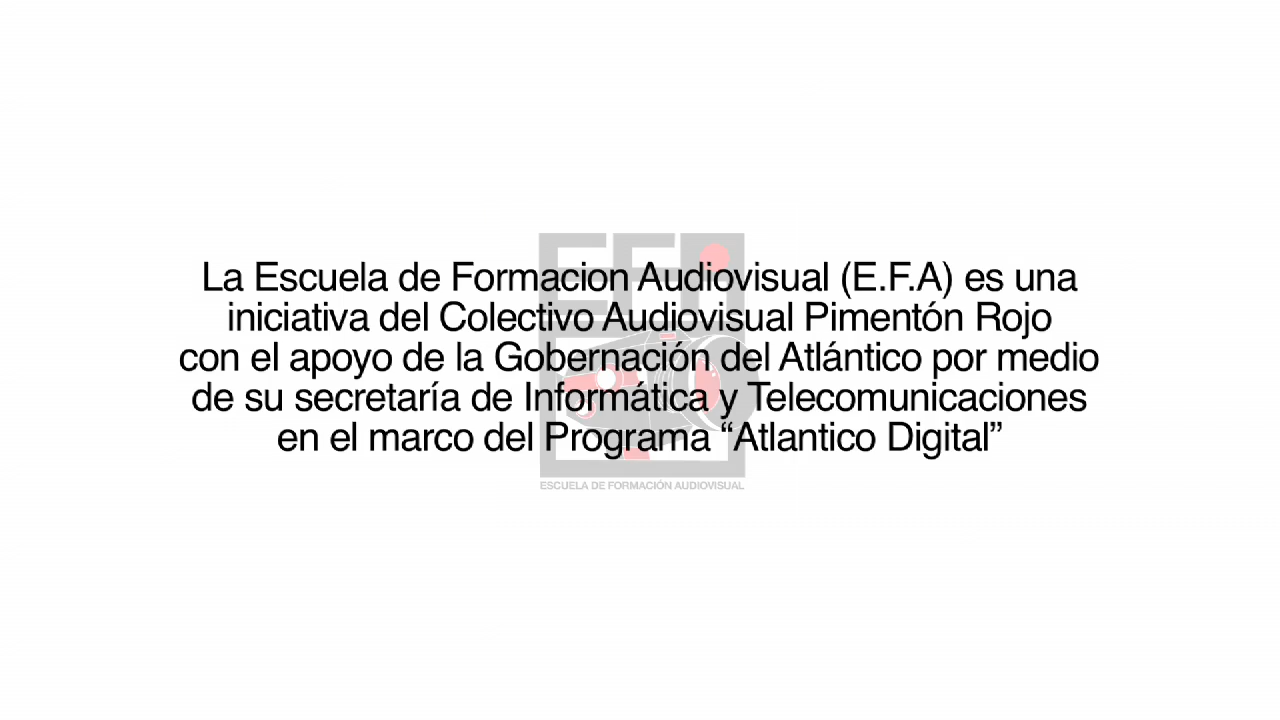 La Escuela de Formacion Audiovisual (E.F.A) es una
iniciativa del Colectivo Audiovisual Pimentón Rojo
con el apoyo de la Gobernación del Atlántico por medio
de su secretaría de Informática y Telecomunicaciones
en el marco del Programa “Atlantico Digital”
ESCUELA DE FORMACIÓN AUDIOVISUAL